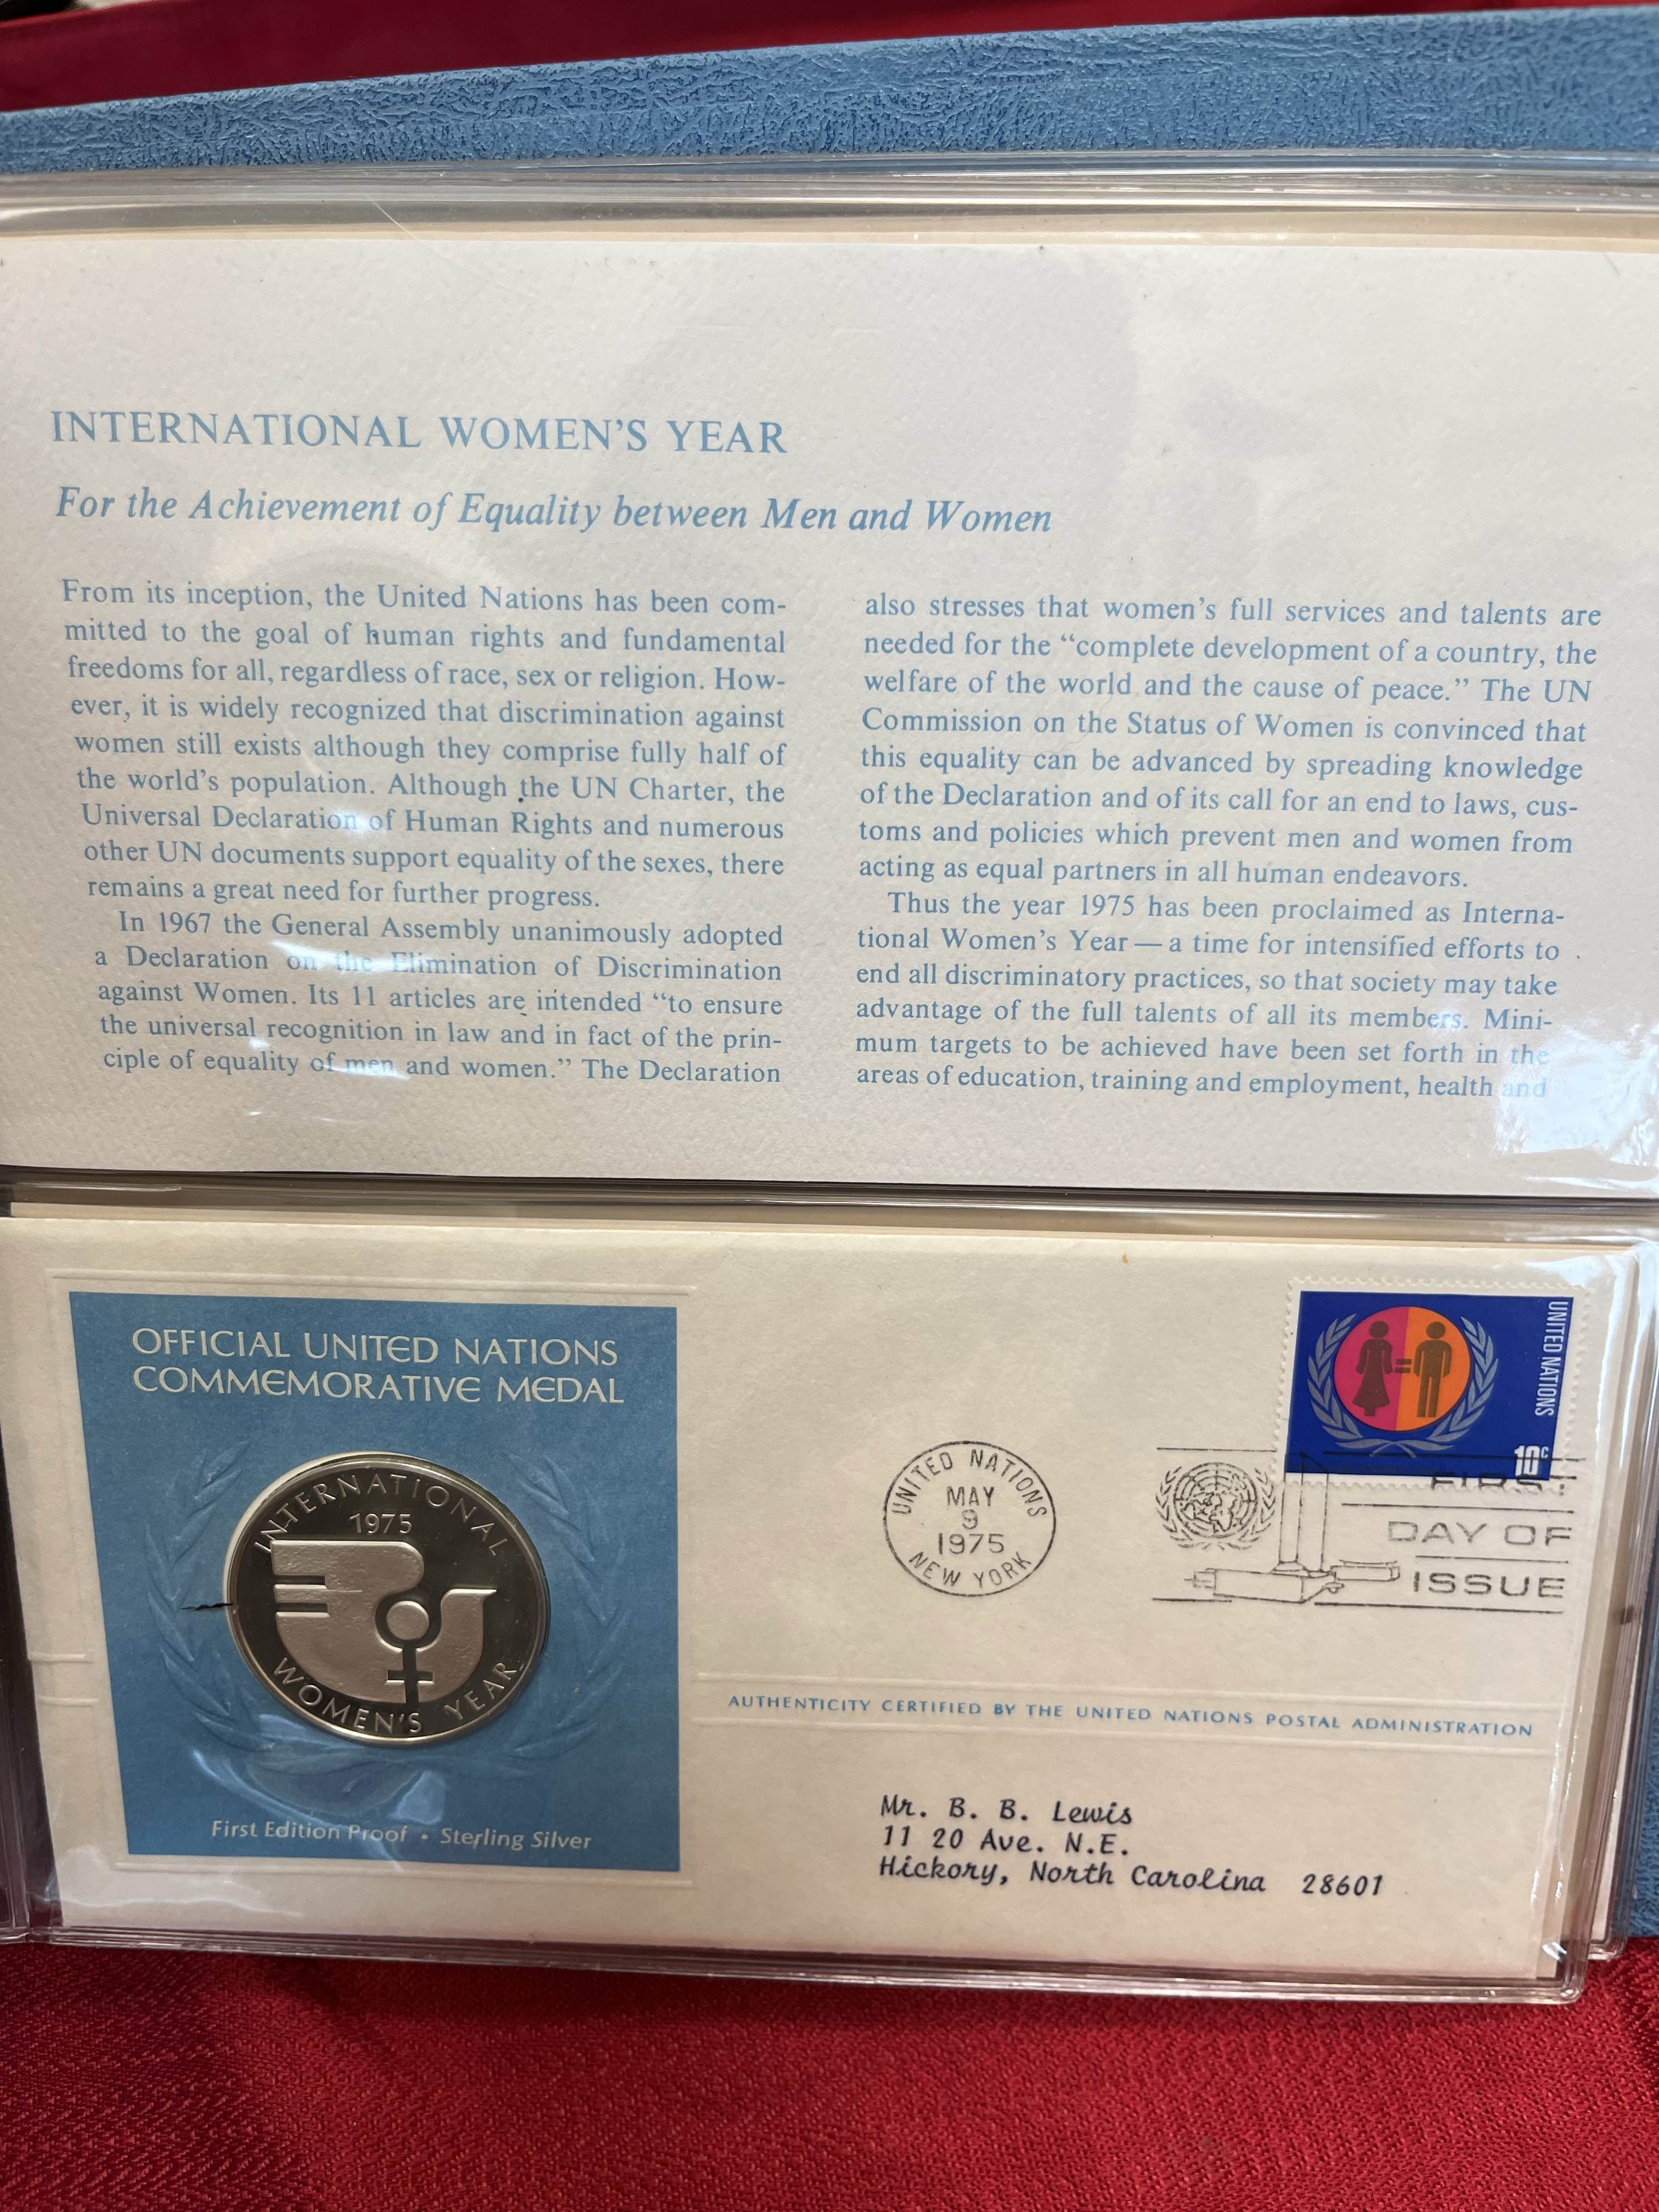 INTERNATIONAL WOMEN'S YEAR
For the Achievement of Equality between Men and Women
From its inception, the United Nations has been com-
mitted to the goal of human rights and fundamental
freedoms for all, regardless of race, sex or religion. How-
ever, it is widely recognized that discrimination against
women still exists although they comprise fully half of
the world's population. Although the UN Charter, the
Universal Declaration of Human Rights and numerous
other UN documents support equality of the sexes, there
remains a great need for further progress.
In 1967 the General Assembly unanimously adopted
a Declaration on the Elimination of Discrimination
against Women. Its 11 articles are intended “to ensure
the universal recognition in law and in fact of the prin-
ciple of equality of men and women.” The Declaration
also stresses that women's full services and talents are
needed for the “complete development of a country, the
welfare of the world and the cause of peace.” The UN
Commission on the Status of Women is convinced that
this equality can be advanced by spreading knowledge
of the Declaration and of its call for an end to laws, cus-
toms and policies which prevent men and women from
acting as equal partners in all human endeavors.
Thus the year 1975 has been proclaimed as Interna-
tional Women's Year — a time for intensified efforts to
end all discriminatory practices, so that society may take
advantage of the full talents of all its members. Mini-
mum targets to be achieved have been set forth in the
areas of education, training and employment, health and
OFFICIAL UNITED NATIONS
COMMEMORATIVE MEDAL
INTERNATIONAL
1975
WOMEN'S YEAR
First Edition Proof • Sterling Silver
UNITED NATIONS
MAY
9
1975
NEW YORK
UNITED NATIONS
10c
FIRST
DAY OF
ISSUE
AUTHENTICITY CERTIFIED BY THE UNITED NATIONS POSTAL ADMINISTRATION
Mr. B. B. Lewis
11 20 Ave. N.E.
Hickory, North Carolina 28601